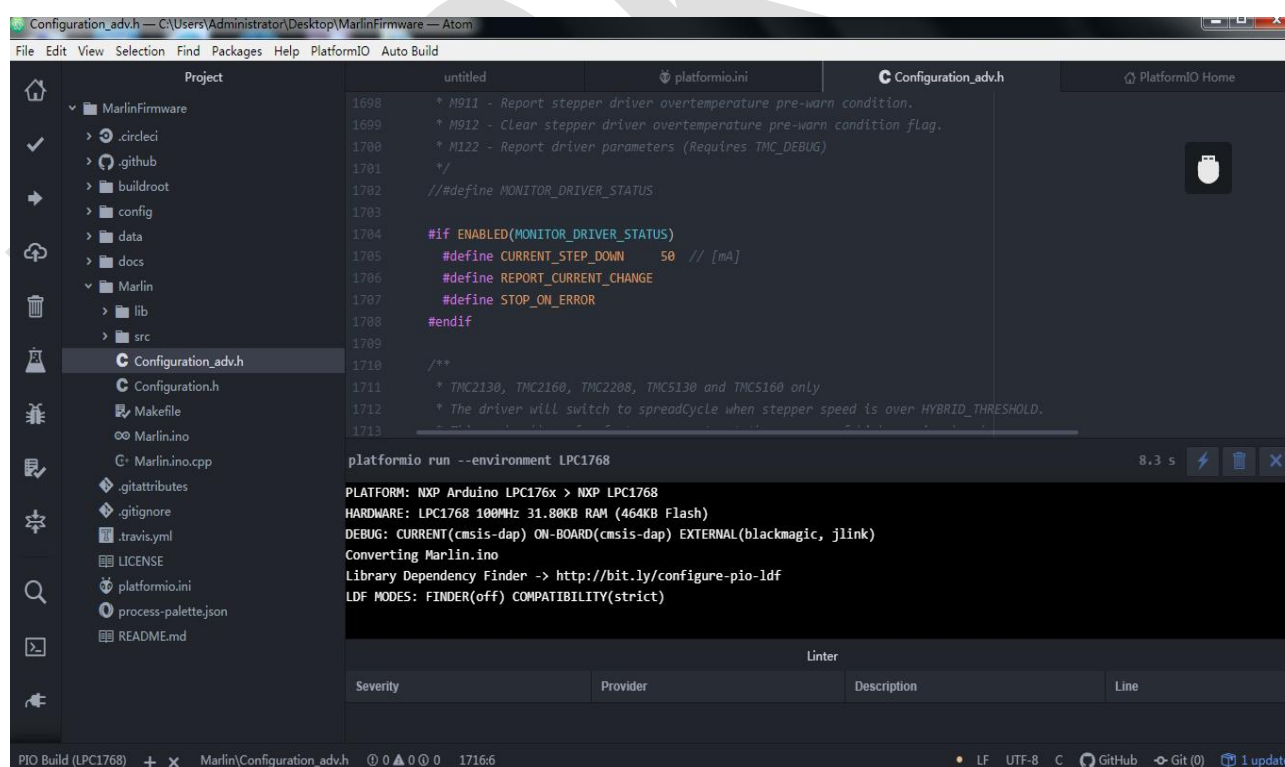 Configuration_adv.h — C:\Users\Administrator\Desktop\MarlinFirmware — Atom
File Edit View Selection Find Packages Help PlatformIO Auto Build
Project
MarlinFirmware
.circleci
.github
buildroot
config
data
docs
Marlin
lib
src
Configuration_adv.h
Configuration.h
Makefile
Marlin.ino
Marlin.ino.cpp
.gitattributes
.gitignore
.travis.yml
LICENSE
platformio.ini
process-palette.json
README.md
untitled platformio.ini Configuration_adv.h PlatformIO Home
1698 * M911 - Report stepper driver overtemperature pre-warn condition.
1699 * M912 - Clear stepper driver overtemperature pre-warn condition flag.
1700 * M122 - Report driver parameters (Requires TMC_DEBUG)
1701 */
1702 //#define MONITOR_DRIVER_STATUS
1703
1704 #if ENABLED(MONITOR_DRIVER_STATUS)
1705 #define CURRENT_STEP_DOWN 50 // [mA]
1706 #define REPORT_CURRENT_CHANGE
1707 #define STOP_ON_ERROR
1708 #endif
1709
1710 /**
1711 * TMC2130, TMC2160, TMC2208, TMC5130 and TMC5160 only
1712 * The driver will switch to spreadCycle when stepper speed is over HYBRID_THRESHOLD.
1713
platformio run --environment LPC1768 8.3 s
PLATFORM: NXP Arduino LPC176x > NXP LPC1768
HARDWARE: LPC1768 100MHz 31.80KB RAM (464KB Flash)
DEBUG: CURRENT(cmsis-dap) ON-BOARD(cmsis-dap) EXTERNAL(blackmagic, jlink)
Converting Marlin.ino
Library Dependency Finder -> http://bit.ly/configure-pio-ldf
LDF MODES: FINDER(off) COMPATIBILITY(strict)
Linter
Severity Provider Description Line
PIO Build (LPC1768) Marlin\Configuration_adv.h 0 0 0 1716:6 LF UTF-8 C GitHub Git (0) 1 update